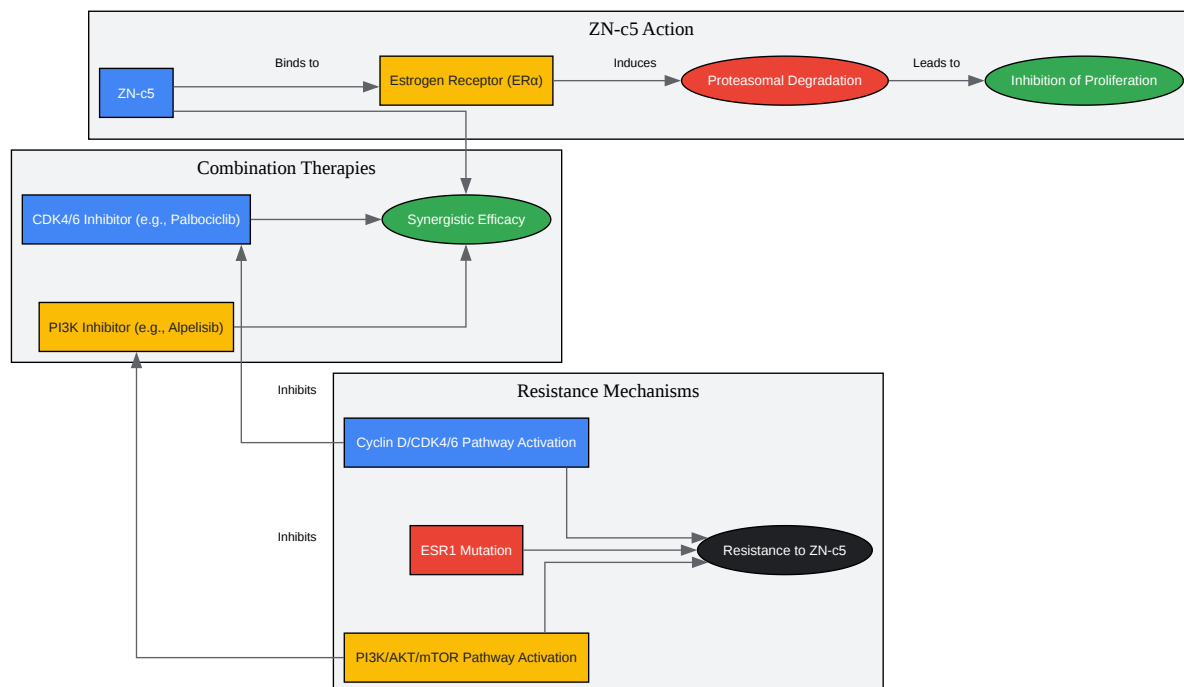 ZN-c5 Action
ZN-c5
Binds to
Estrogen Receptor (ERα)
Induces
Proteasomal Degradation
Leads to
Inhibition of Proliferation
Combination Therapies
CDK4/6 Inhibitor (e.g., Palbociclib)
Synergistic Efficacy
PI3K Inhibitor (e.g., Alpelisib)
Inhibits
Resistance Mechanisms
Cyclin D/CDK4/6 Pathway Activation
Inhibits
ESR1 Mutation
Resistance to ZN-c5
PI3K/AKT/mTOR Pathway Activation